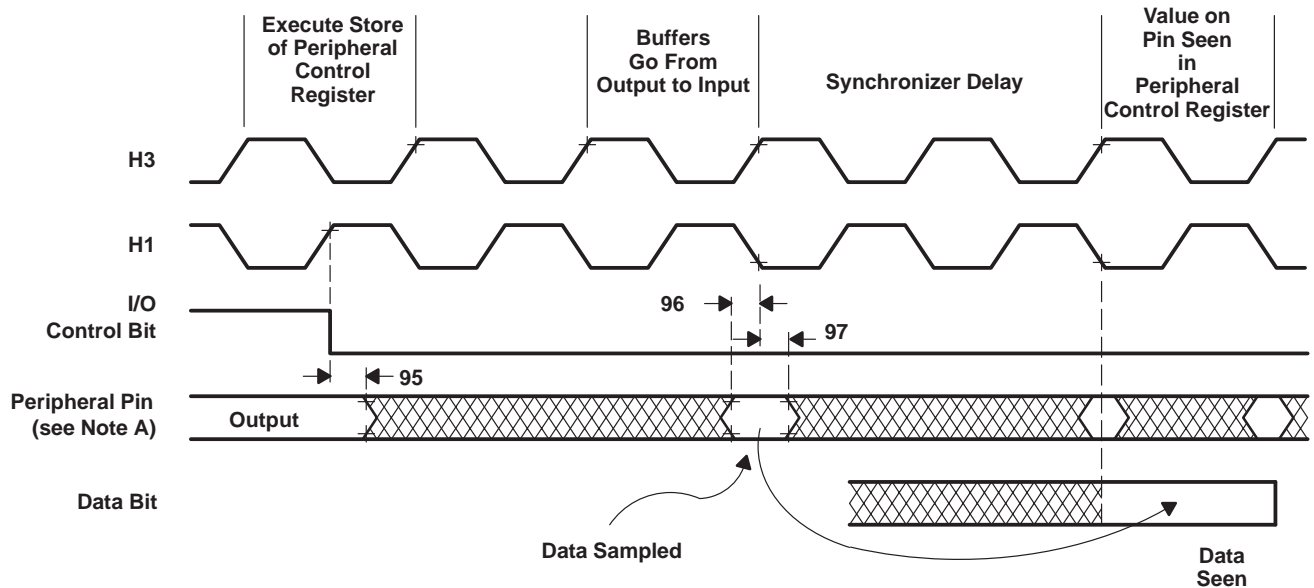 Execute Store
of Peripheral
Control
Register
Buffers
Go From
Output to Input
Synchronizer Delay
Value on
Pin Seen
in
Peripheral
Control Register
H3
H1
I/O
Control Bit
96
97
95
Peripheral Pin
(see Note A)
Output
Data Bit
Data Sampled
Data
Seen